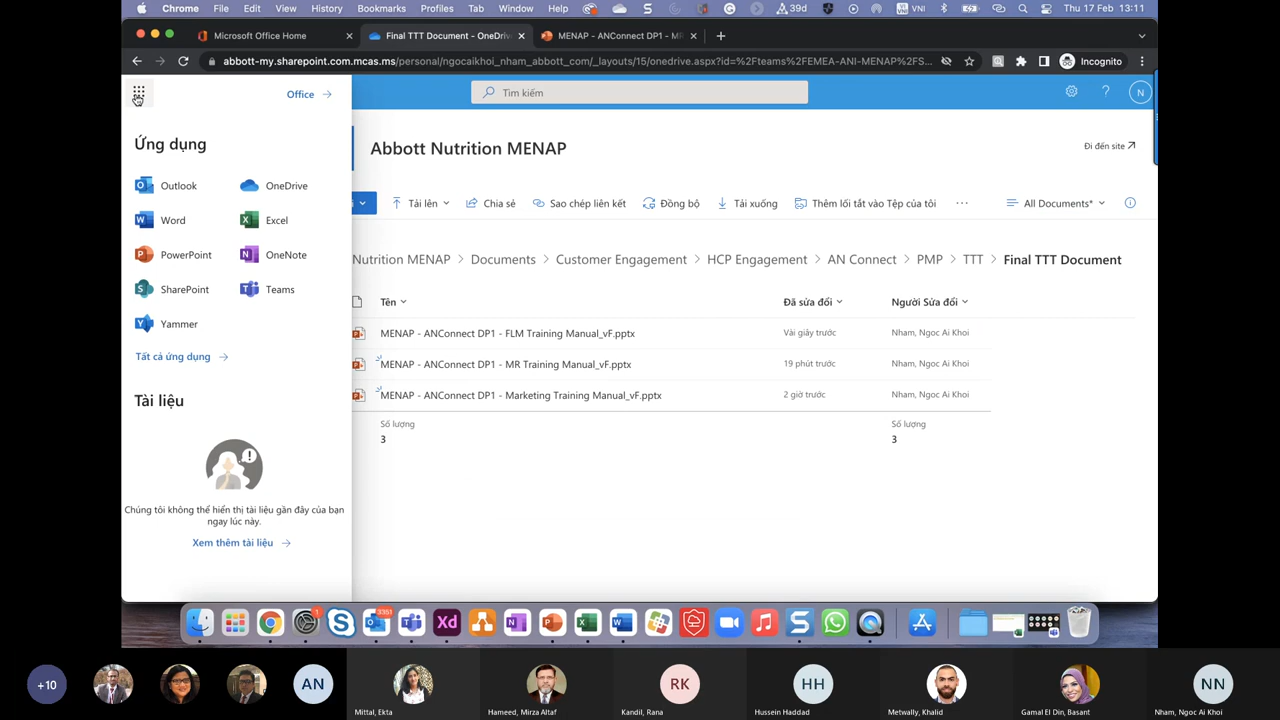 Chrome File Edit View History Bookmarks Profiles Tab Window Help 39d VNI VNI Thu 17 Feb 13:11
Microsoft Office Home
Final TTT Document - OneDriv
MENAP - ANConnect DP1 - MR
abbott-my.sharepoint.com.mcas.ms/personal/ngocaikhoi_nham_abbott_com/_layouts/15/onedrive.aspx?id=%2Fteams%2FEMEA-ANI-MENAP%2FS...
Incognito
Office
Tìm kiếm
?
N
Ứng dụng
Outlook
OneDrive
Word
Excel
PowerPoint
OneNote
SharePoint
Teams
Yammer
Tất cả ứng dụng
Tài liệu
Chúng tôi không thể hiển thị tài liệu gần đây của bạn
ngay lúc này.
Xem thêm tài liệu
Abbott Nutrition MENAP
Đi đến site
Tải lên
Chia sẻ
Sao chép liên kết
Đồng bộ
Tải xuống
Thêm lối tắt vào Tệp của tôi
...
All Documents*
Nutrition MENAP > Documents > Customer Engagement > HCP Engagement > AN Connect > PMP > TTT > Final TTT Document
Tên
Đã sửa đổi
Người Sửa đổi
MENAP - ANConnect DP1 - FLM Training Manual_vF.pptx
Vài giây trước
Nham, Ngoc Ai Khoi
MENAP - ANConnect DP1 - MR Training Manual_vF.pptx
19 phút trước
Nham, Ngoc Ai Khoi
MENAP - ANConnect DP1 - Marketing Training Manual_vF.pptx
2 giờ trước
Nham, Ngoc Ai Khoi
Số lượng
3
Số lượng
3
1
3351
Xd
+10
AN
Mittal, Ekta
Hameed, Mirza Altaf
RK
Kandil, Rana
HH
Hussein Haddad
Metwally, Khalid
Gamal El Din, Basant
NN
Nham, Ngoc Ai Khoi